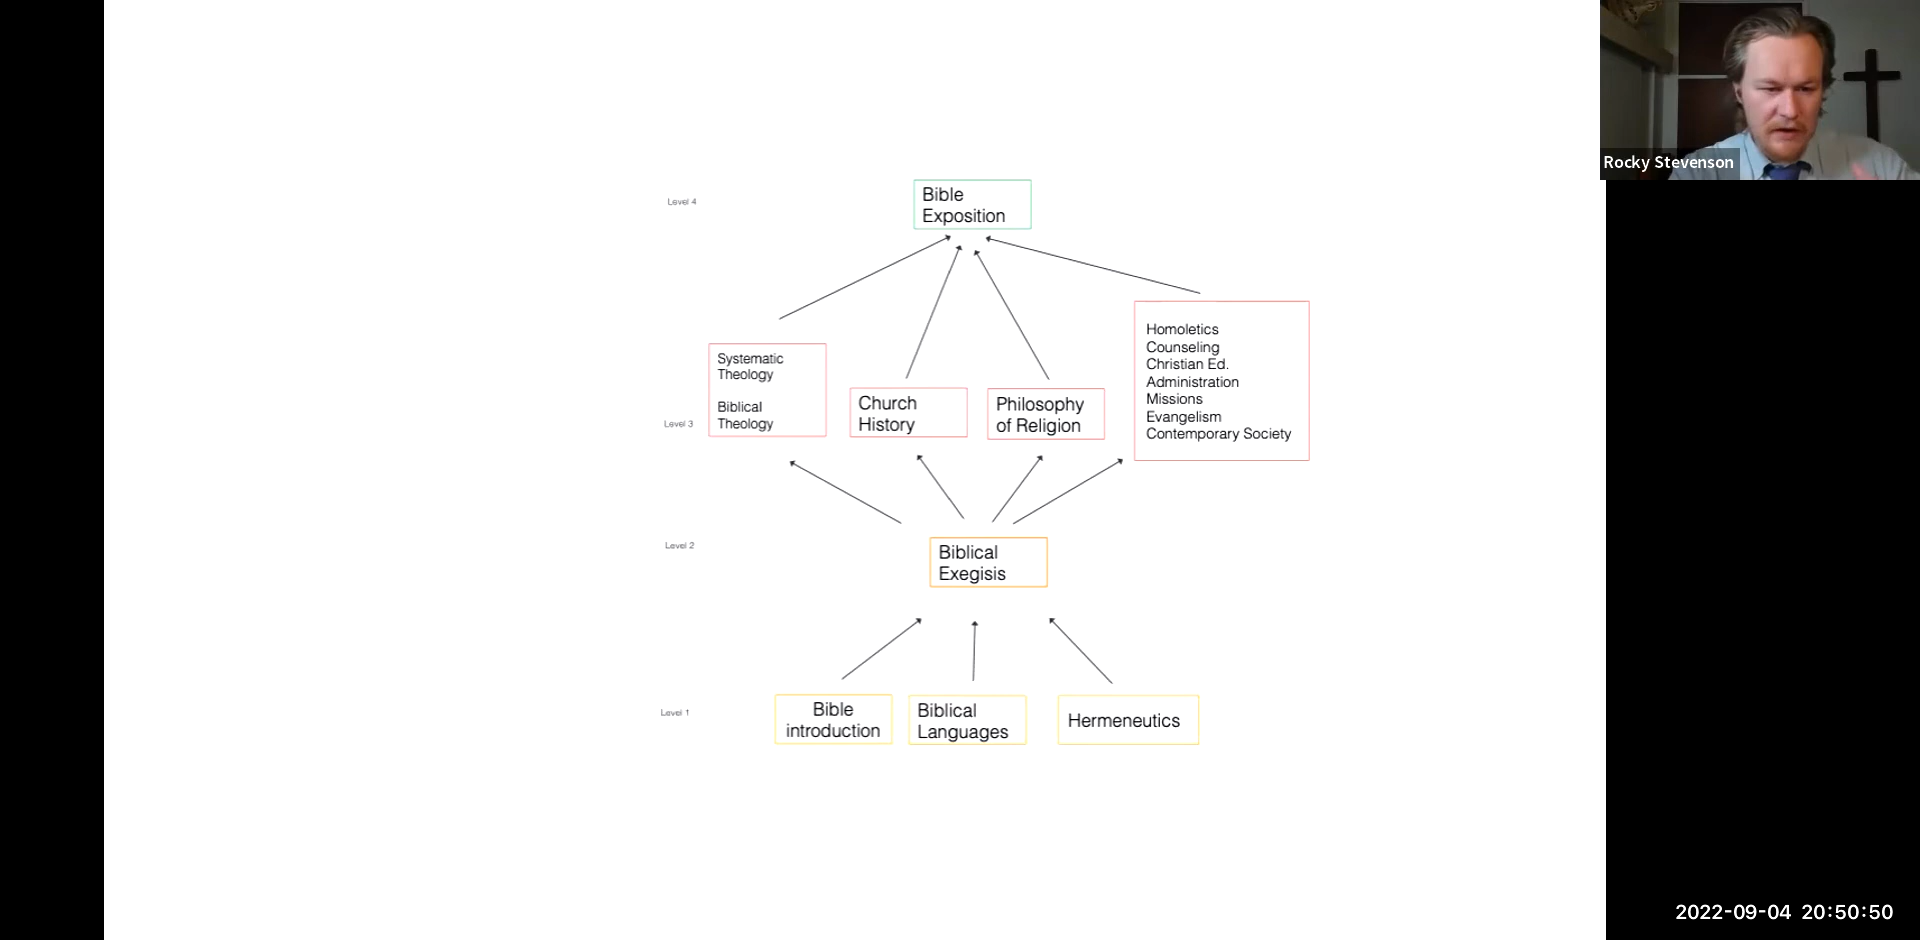 Rocky Stevenson
Level 4
Bible
Exposition
Homoletics
Counseling
Christian Ed.
Administration
Missions
Evangelism
Contemporary Society
Systematic
Theology
Biblical
Theology
Church
History
Philosophy
of Religion
Level 3
Level 2
Biblical
Exegisis
Level 1
Bible
introduction
Biblical
Languages
Hermeneutics
2022-09-04 20:50:50